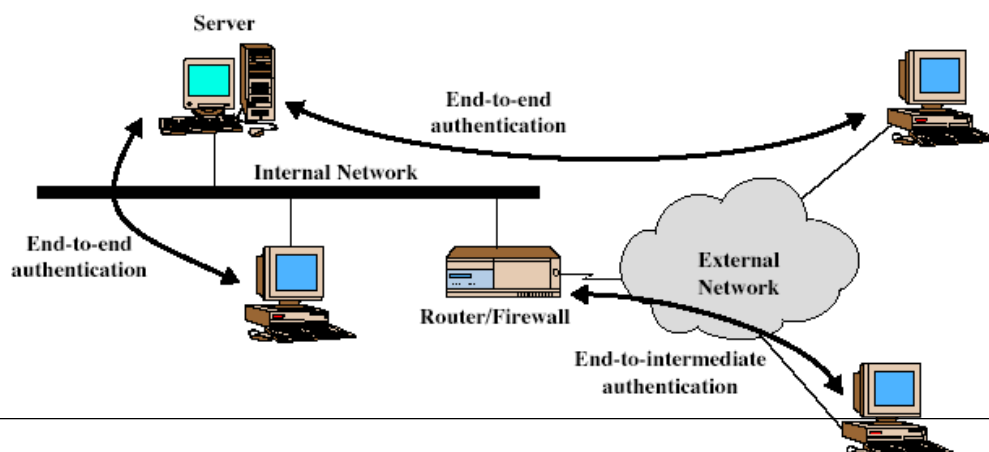 Server
End-to-end
authentication
Internal Network
End-to-end
authentication
External
Network
Router/Firewall
End-to-intermediate
authentication